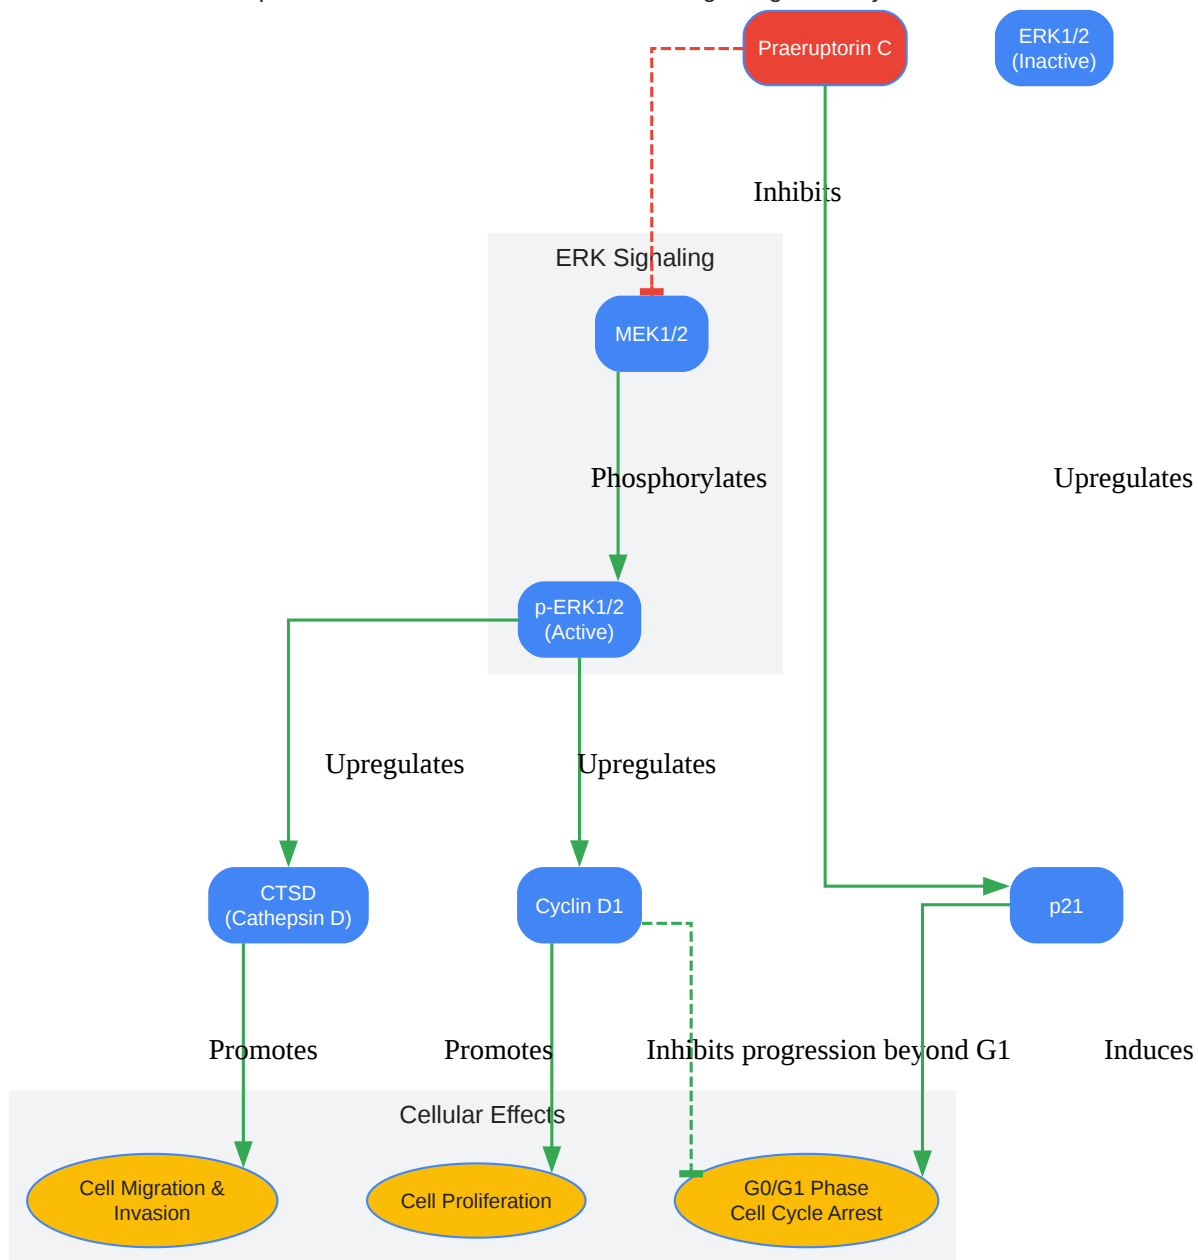 Praeruptorin C
ERK1/2
(Inactive)
Inhibits
ERK Signaling
MEK1/2
Phosphorylates
Upregulates
p-ERK1/2
(Active)
Upregulates
Upregulates
CTSD
(Cathepsin D)
Cyclin D1
p21
Promotes
Promotes
Inhibits progression beyond G1
Induces
Cellular Effects
Cell Migration &
Invasion
Cell Proliferation
G0/G1 Phase
Cell Cycle Arrest